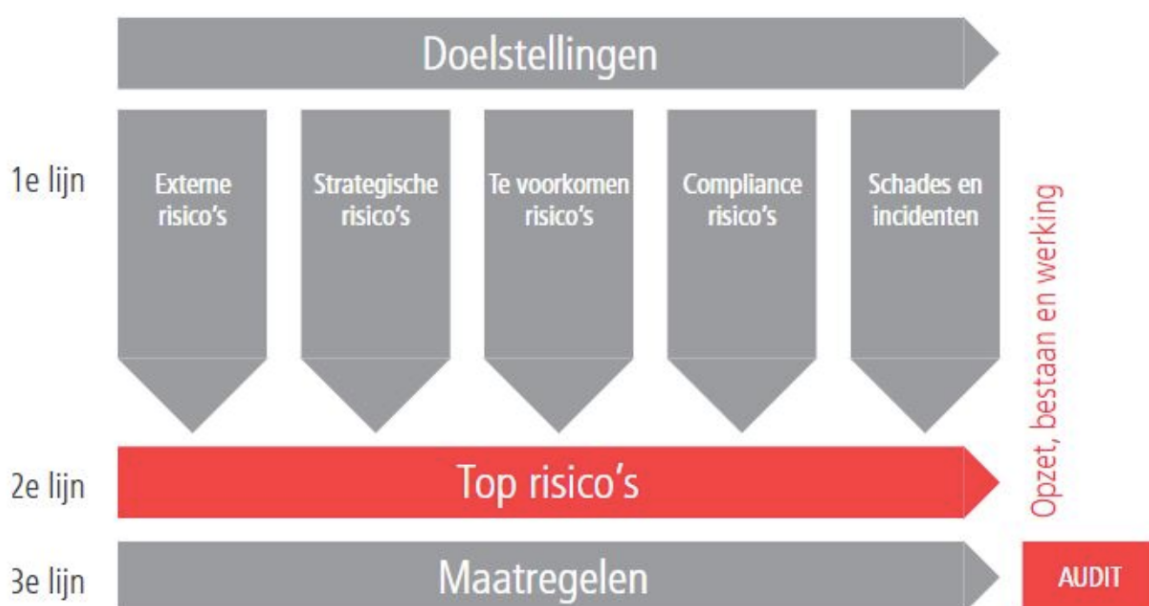 Doelstellingen
1e lijn
Externe
risico's
Strategische
risico's
Te voorkomen
risico's
Compliance
risico's
Schades en
incidenten
Opzet, bestaan en werking
2e lijn
Top risico's
3e lijn
Maatregelen
AUDIT